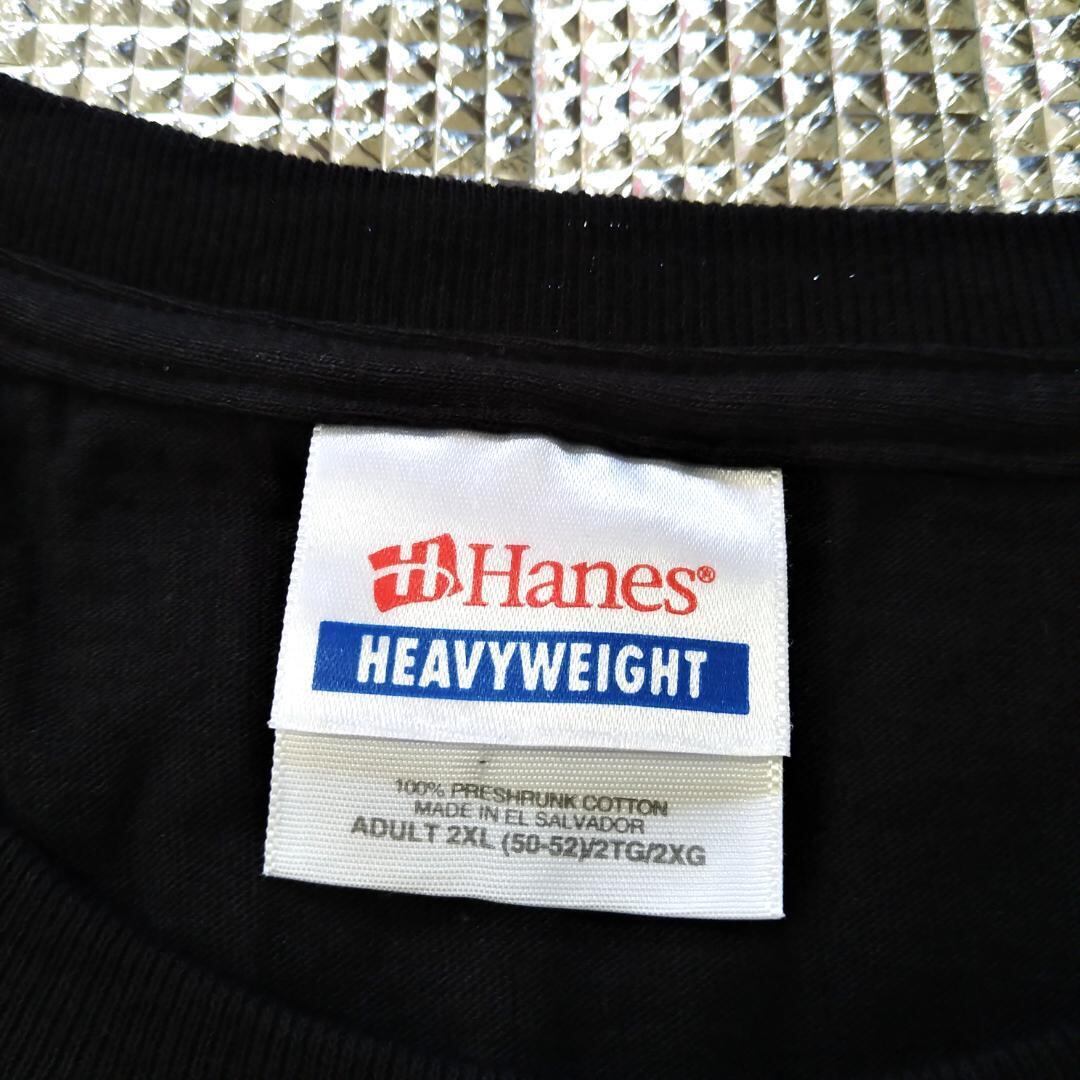 H Hanes®
HEAVYWEIGHT
100% PRESHRUNK COTTON
MADE IN EL SALVADOR
ADULT 2XL (50-52)/2TG/2XG